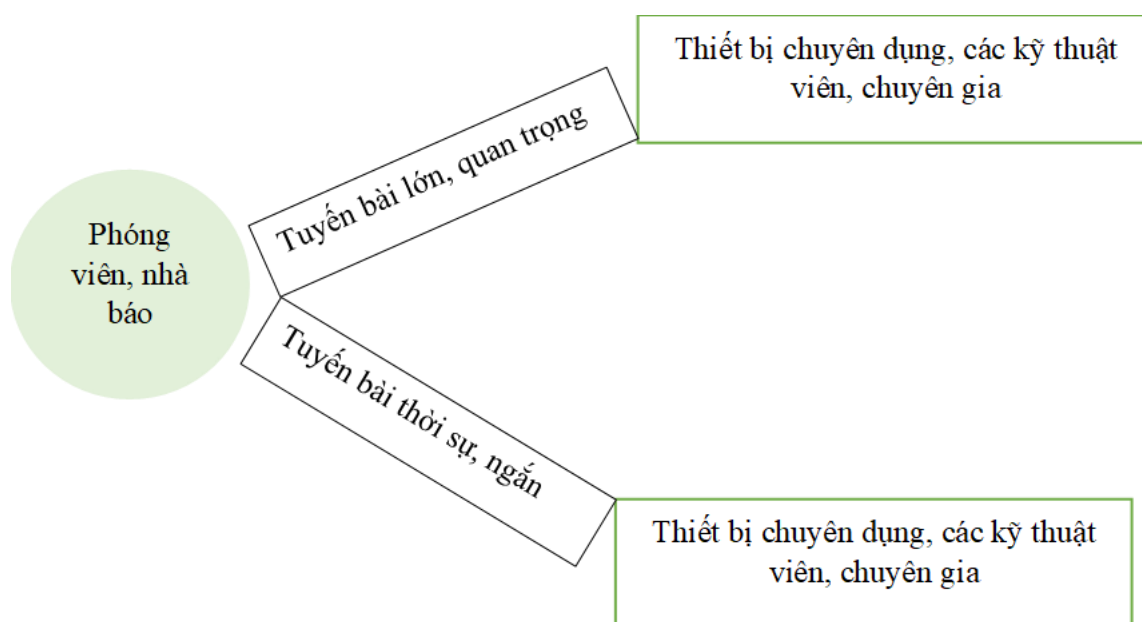 Thiết bị chuyên dụng, các kỹ thuật
viên, chuyên gia
Tuyến bài lớn, quan trọng
Phóng
viên, nhà
báo
Tuyến bài thời sự, ngắn
Thiết bị chuyên dụng, các kỹ thuật
viên, chuyên gia